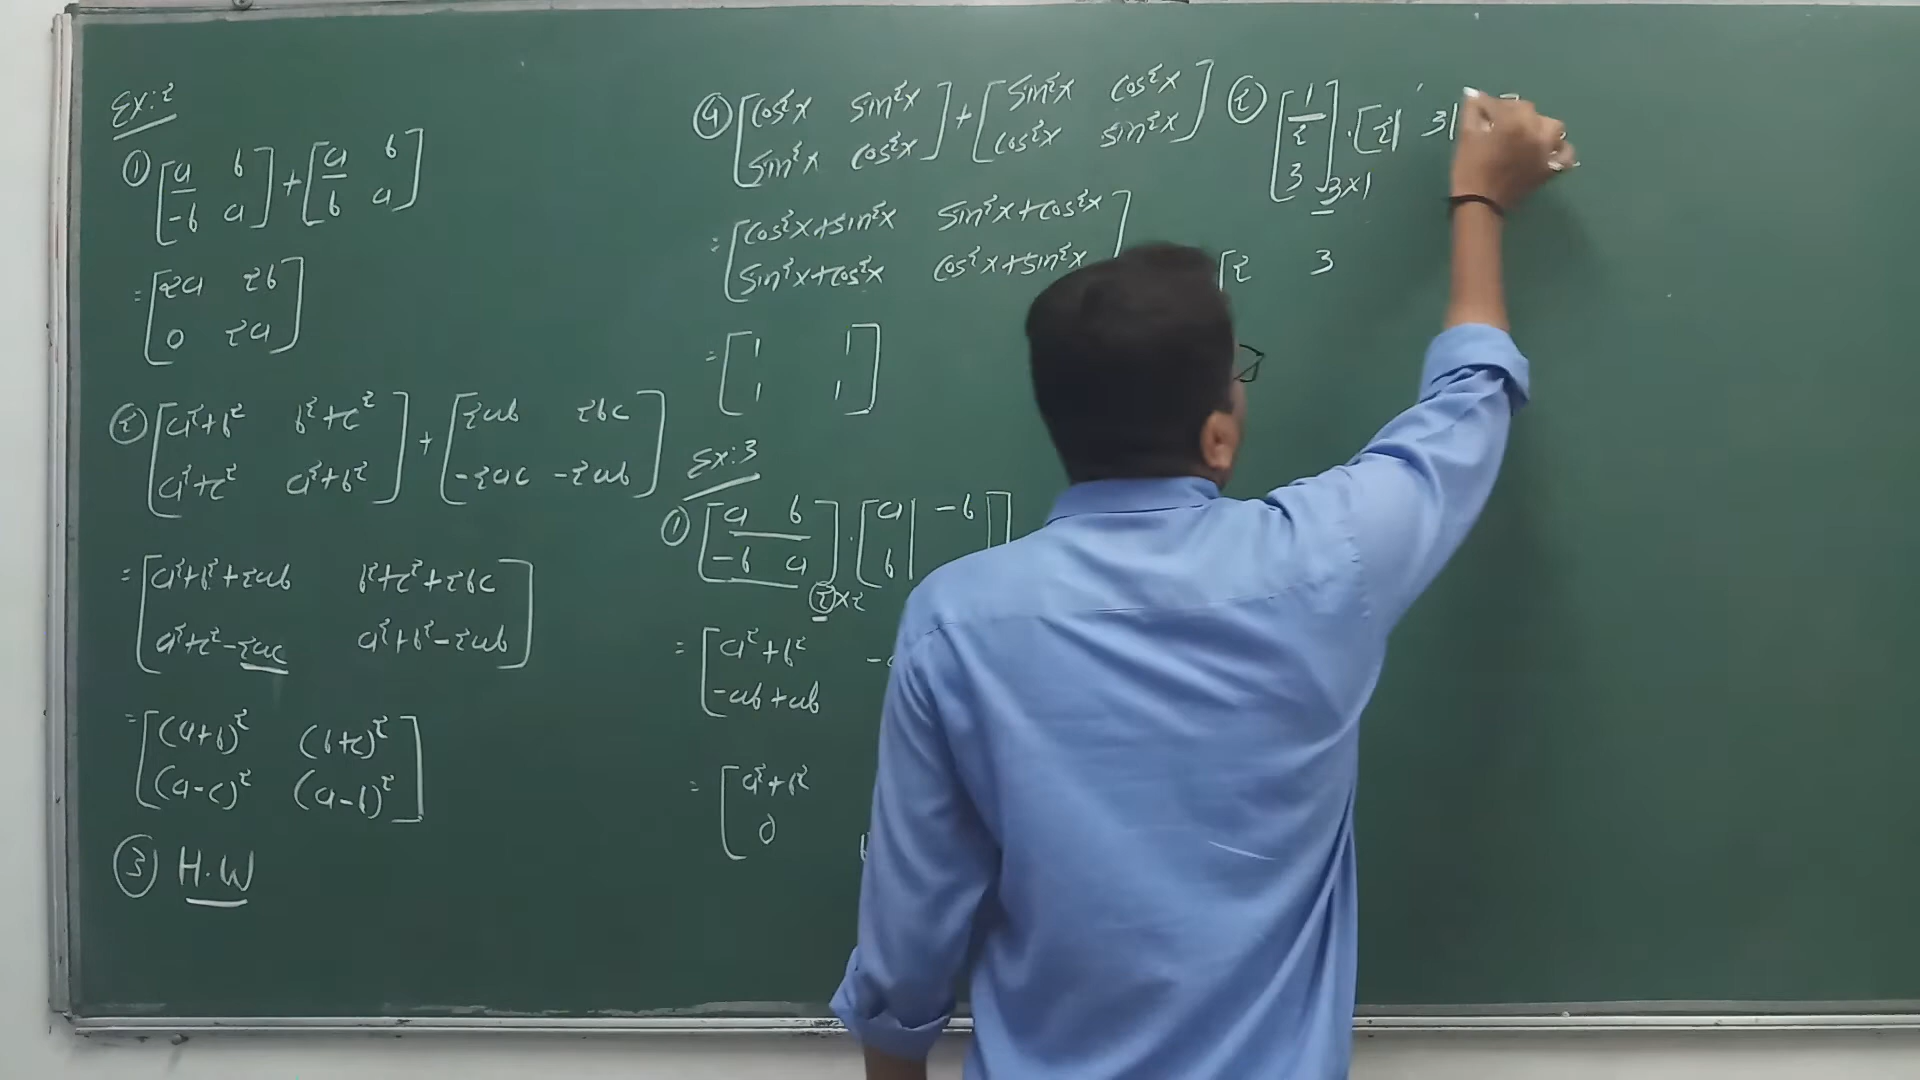 Ex:2
① [a b
-b a] + [a b
b a]
= [2a 2b
0 2a]
② [a²+b² b²+c²
a²+c² a²+b²] + [2ab 2bc
-2ac -2ab]
= [a²+b²+2ab b²+c²+2bc
a²+c²-2ac a²+b²-2ab]
= [(a+b)² (b+c)²
(a-c)² (a-b)²]
③ H.W
④ [cos²x sin²x
sin²x cos²x] + [sin²x cos²x
cos²x sin²x]
= [cos²x+sin²x sin²x+cos²x
sin²x+cos²x cos²x+sin²x]
= [1 1
1 1]
Ex:3
① [a b
-b a] 2×2 · [a -b
b
= [a²+b²
-ab+ab
= [a²+b²
0
② [1
2
3] 3×1 · [2 3
[2 3